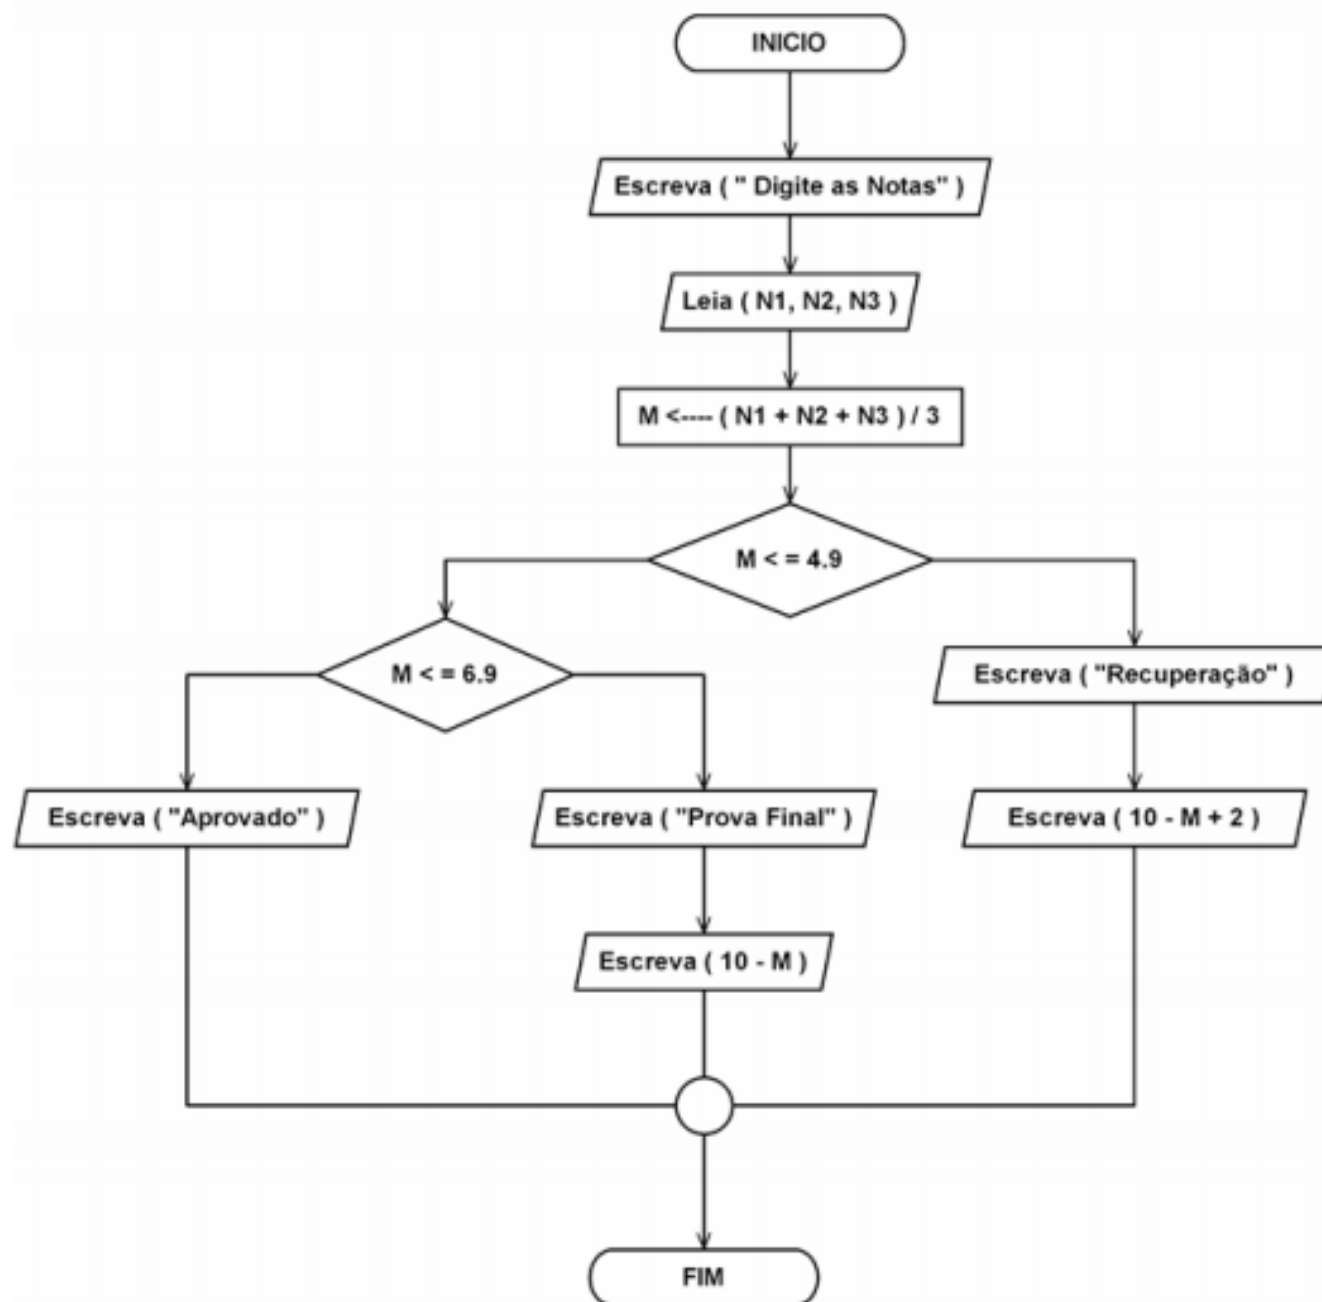 INICIO
Escreva ( " Digite as Notas" )
Leia ( N1, N2, N3 )
M <---- ( N1 + N2 + N3 ) / 3
M < = 4.9
M < = 6.9
Escreva ( "Recuperação" )
Escreva ( "Aprovado" )
Escreva ( "Prova Final" )
Escreva ( 10 - M + 2 )
Escreva ( 10 - M )
FIM